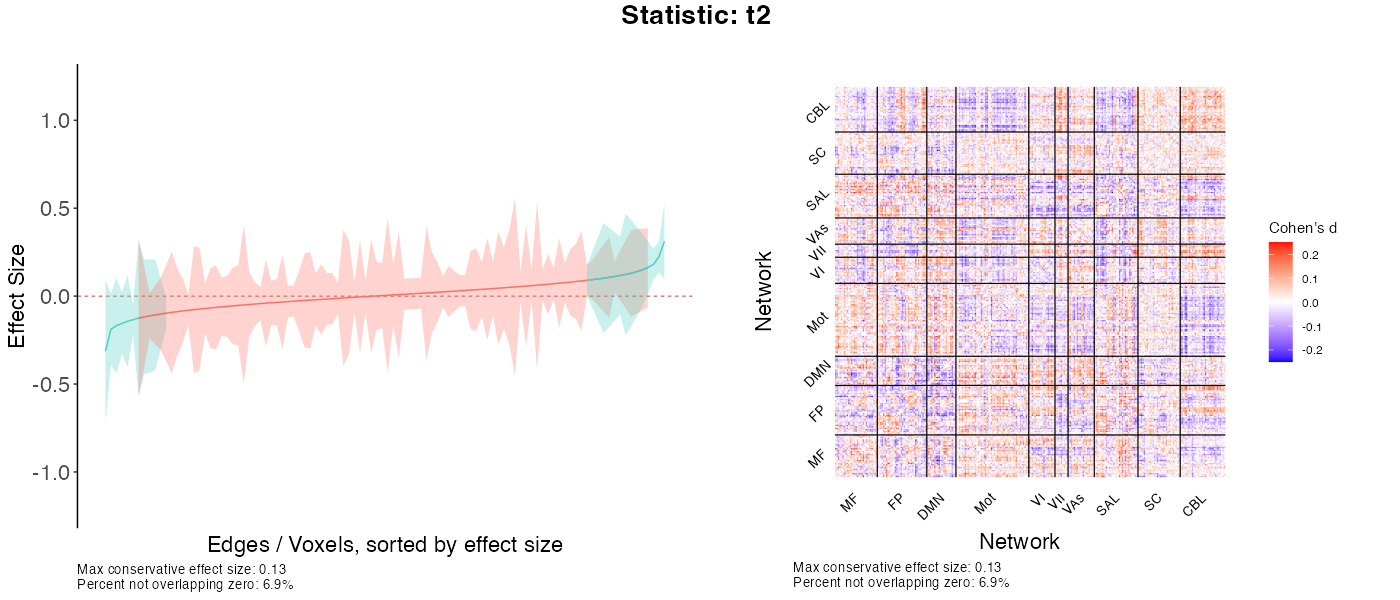 Statistic: t2
Effect Size
1.0
0.5
0.0
-0.5
-1.0
Edges / Voxels, sorted by effect size
Max conservative effect size: 0.13
Percent not overlapping zero: 6.9%
Network
CBL
SC
SAL
VAs
VII
VI
Mot
DMN
FP
MF
MF
FP
DMN
Mot
VI
VII
VAs
SAL
SC
CBL
Network
Max conservative effect size: 0.13
Percent not overlapping zero: 6.9%
Cohen's d
0.2
0.1
0.0
-0.1
-0.2